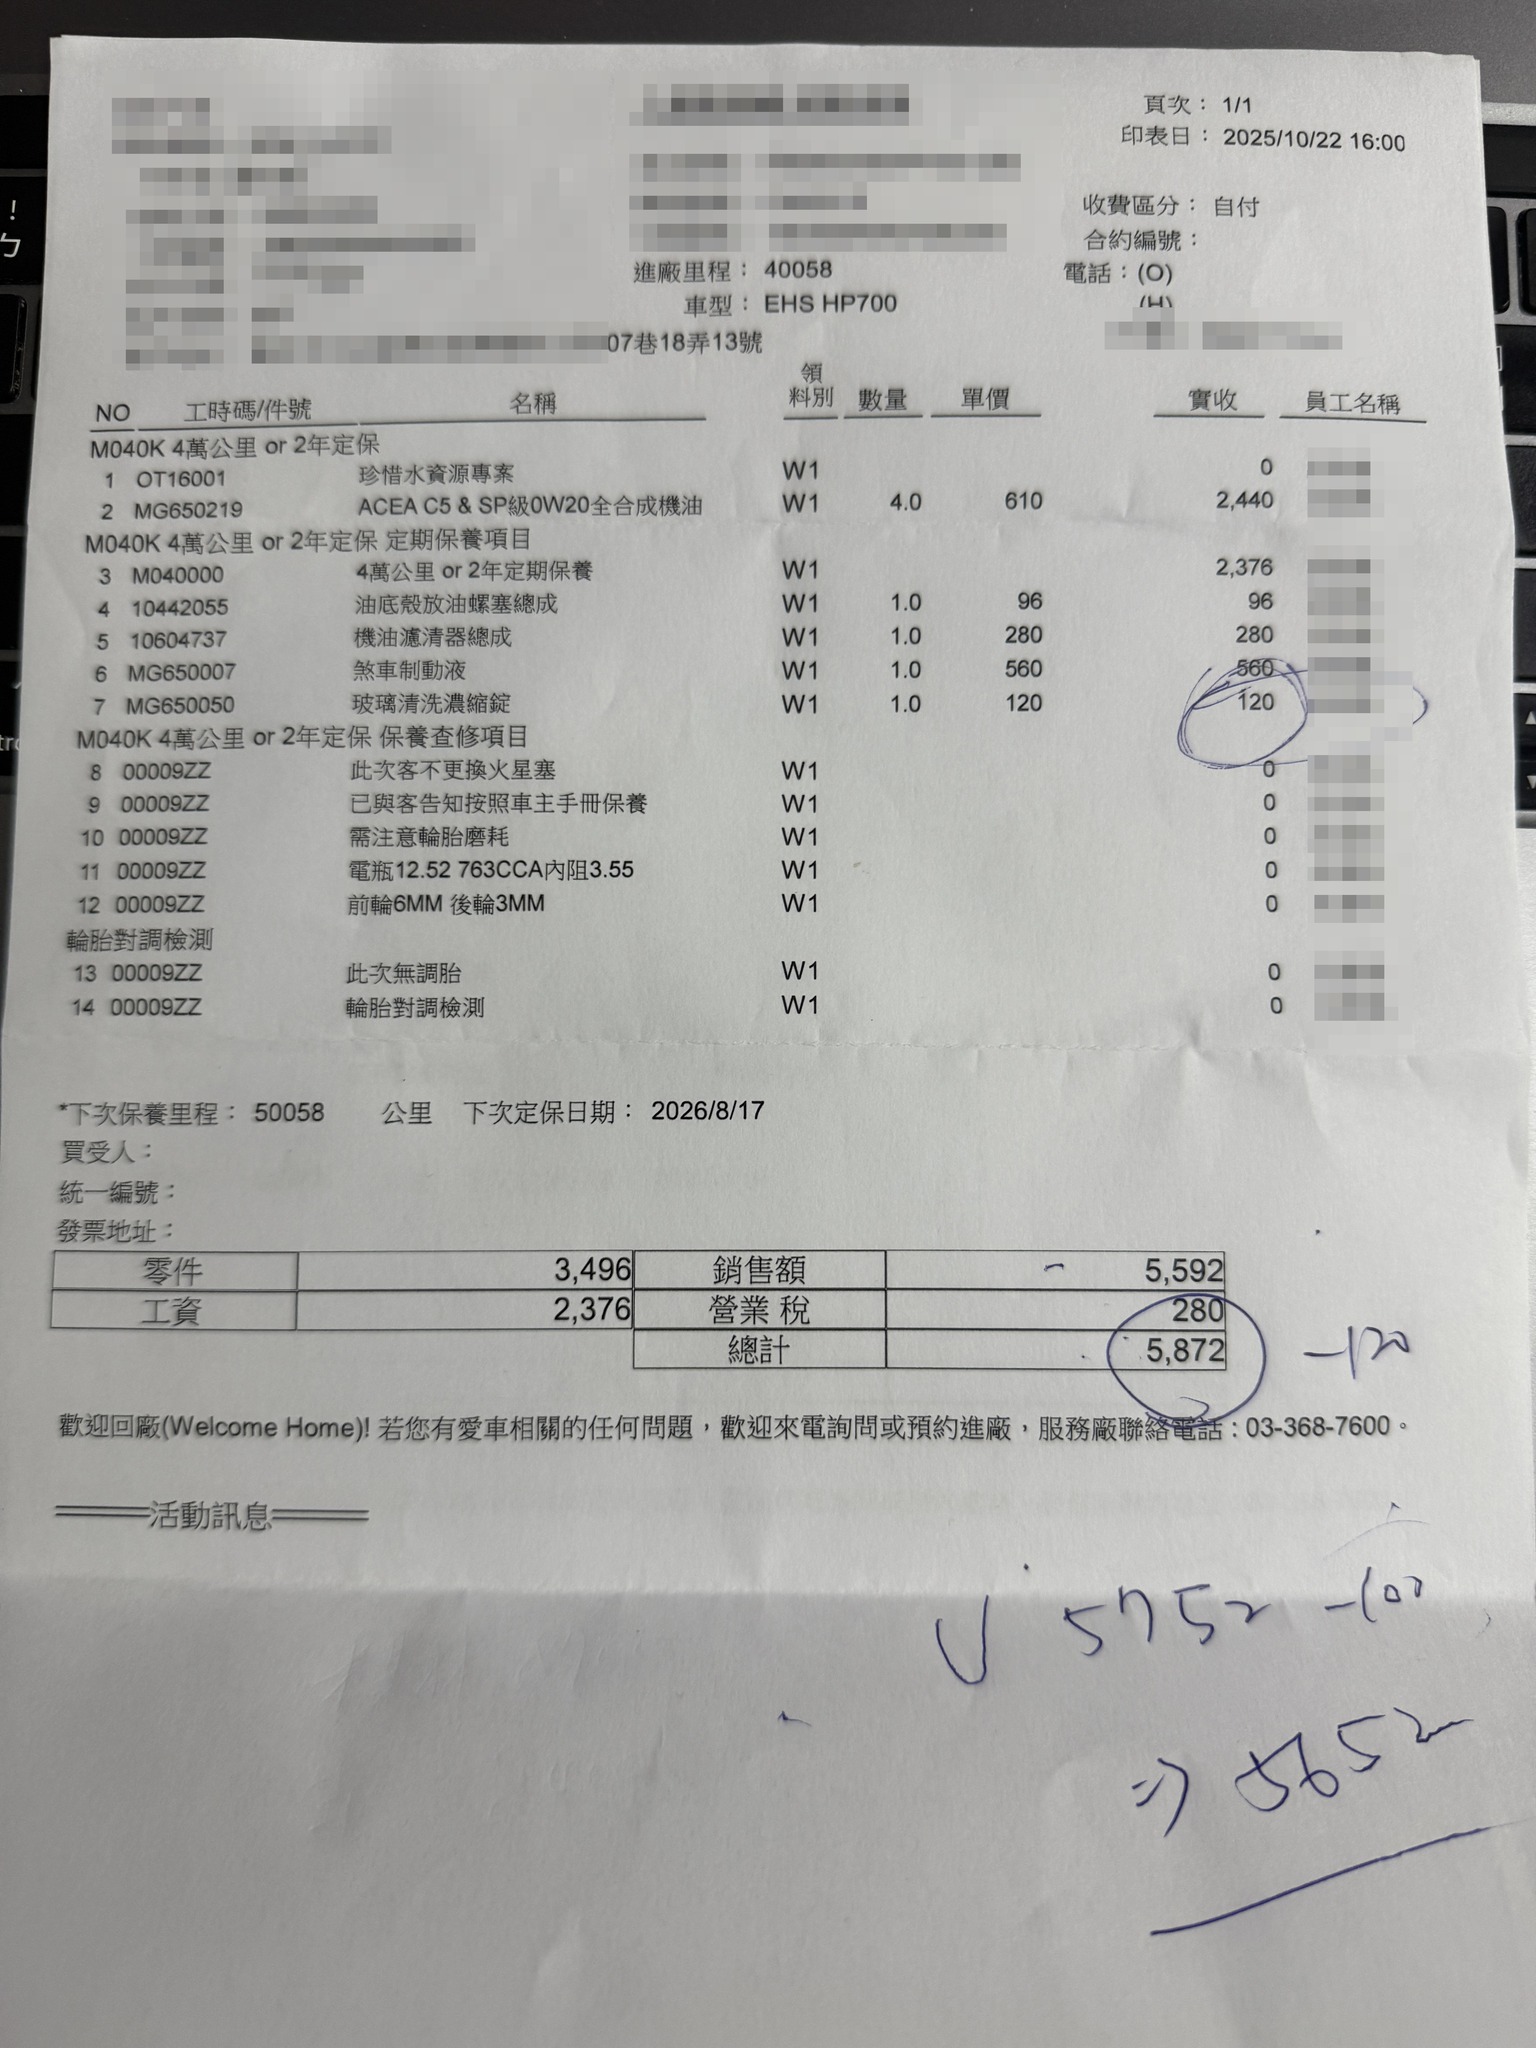 頁次： 1/1
印表日： 2025/10/22 16:00
收費區分： 自付
合約編號：
進廠里程： 40058
電話：(O)
車型： EHS HP700
(H)
07巷18弄13號
NO 工時碼/件號 名稱 領料別 數量 單價 實收 員工名稱
M040K 4萬公里 or 2年定保
1 OT16001 珍惜水資源專案 W1 0
2 MG650219 ACEA C5 & SP級0W20全合成機油 W1 4.0 610 2,440
M040K 4萬公里 or 2年定保 定期保養項目
3 M040000 4萬公里 or 2年定期保養 W1 2,376
4 10442055 油底殼放油螺塞總成 W1 1.0 96 96
5 10604737 機油濾清器總成 W1 1.0 280 280
6 MG650007 煞車制動液 W1 1.0 560 560
7 MG650050 玻璃清洗濃縮錠 W1 1.0 120 120
M040K 4萬公里 or 2年定保 保養查修項目
8 00009ZZ 此次客不更換火星塞 W1 0
9 00009ZZ 已與客告知按照車主手冊保養 W1 0
10 00009ZZ 需注意輪胎磨耗 W1 0
11 00009ZZ 電瓶12.52 763CCA內阻3.55 W1 0
12 00009ZZ 前輪6MM 後輪3MM W1 0
輪胎對調檢測
13 00009ZZ 此次無調胎 W1 0
14 00009ZZ 輪胎對調檢測 W1 0
*下次保養里程： 50058 公里 下次定保日期： 2026/8/17
買受人：
統一編號：
發票地址：
零件 3,496 銷售額 5,592
工資 2,376 營業 稅 280
總計 5,872 -120
歡迎回廠(Welcome Home)! 若您有愛車相關的任何問題，歡迎來電詢問或預約進廠，服務廠聯絡電話 : 03-368-7600。
═════活動訊息═════
5752 -100
⇒ 5652